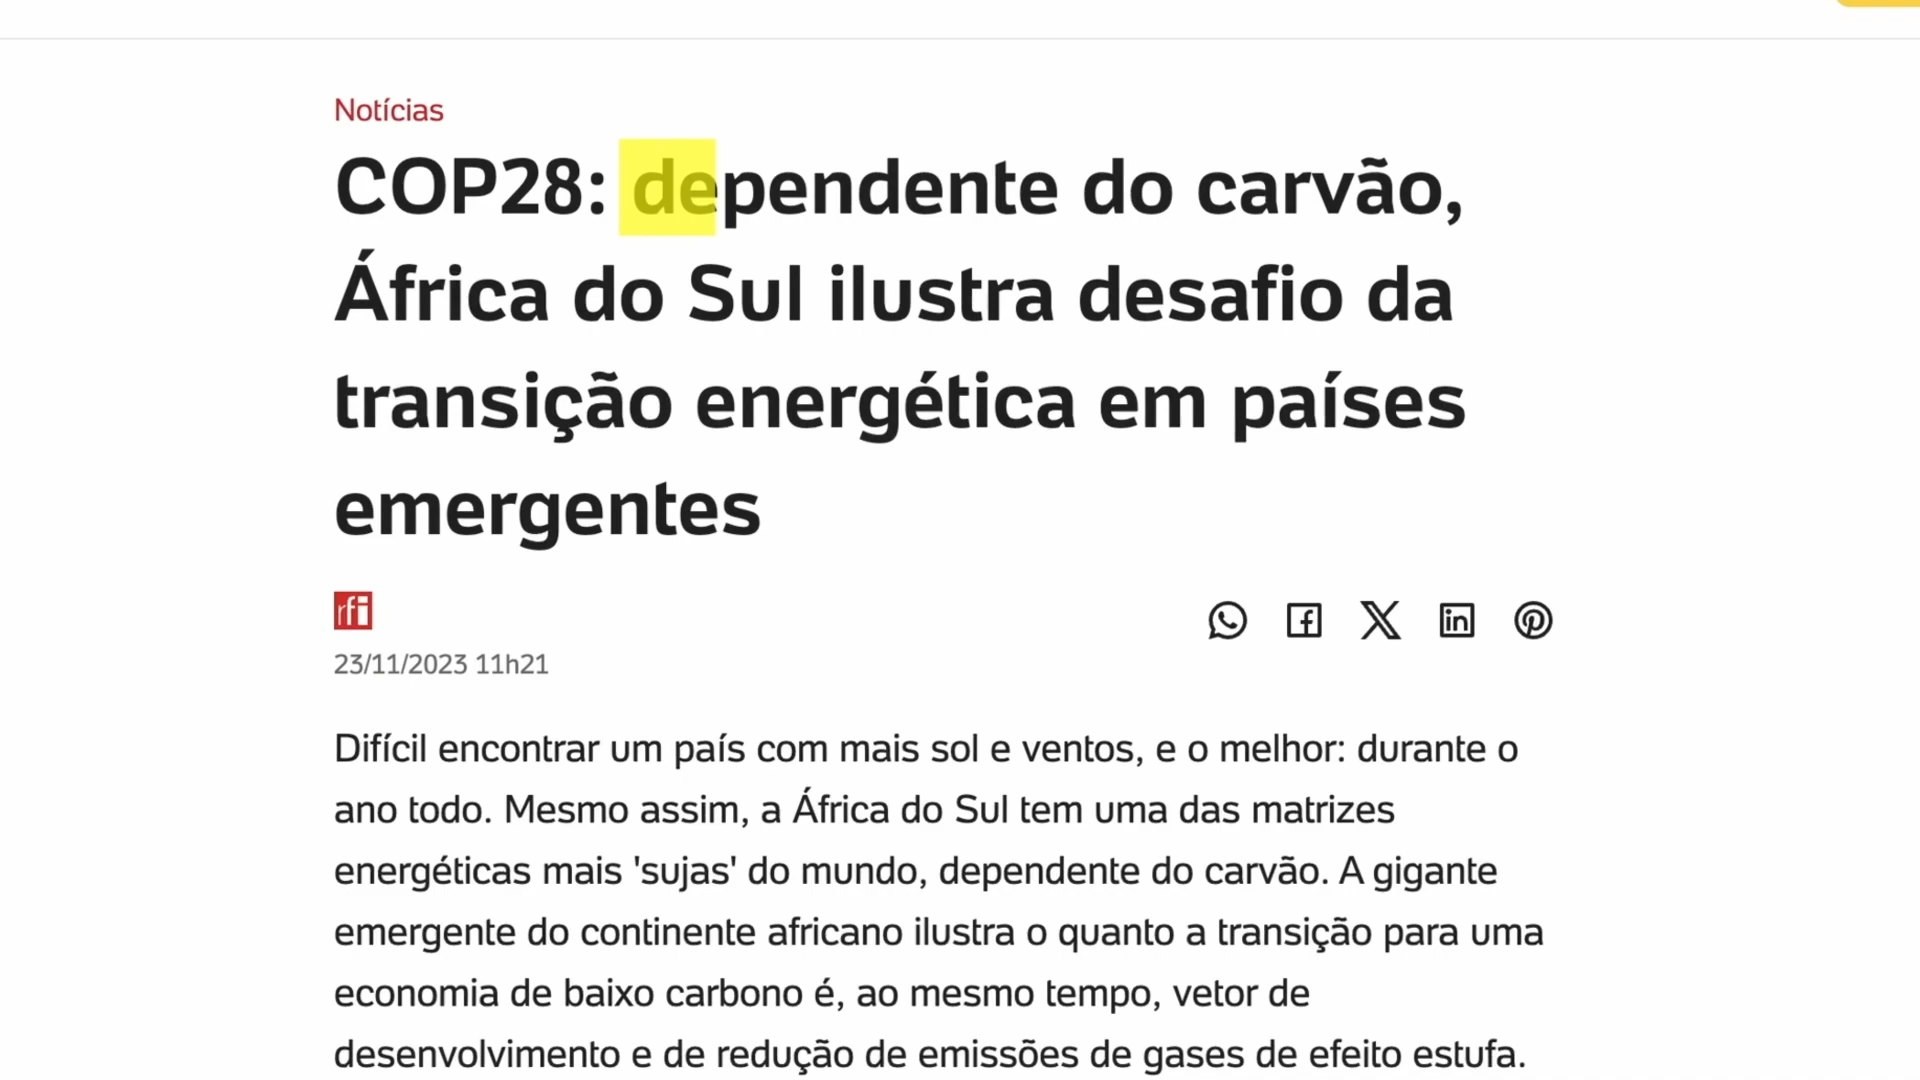 Notícias
COP28: dependente do carvão,
África do Sul ilustra desafio da
transição energética em países
emergentes
rfi
23/11/2023 11h21
Difícil encontrar um país com mais sol e ventos, e o melhor: durante o
ano todo. Mesmo assim, a África do Sul tem uma das matrizes
energéticas mais 'sujas' do mundo, dependente do carvão. A gigante
emergente do continente africano ilustra o quanto a transição para uma
economia de baixo carbono é, ao mesmo tempo, vetor de
desenvolvimento e de redução de emissões de gases de efeito estufa.